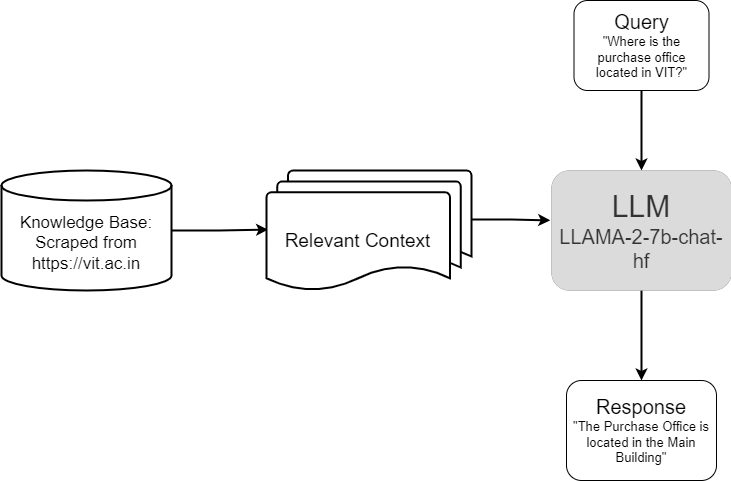 Query
"Where is the
purchase office
located in VIT?"
Knowledge Base:
Scraped from
https://vit.ac.in
Relevant Context
LLM
LLAMA-2-7b-chat-
hf
Response
"The Purchase Office is
located in the Main
Building"